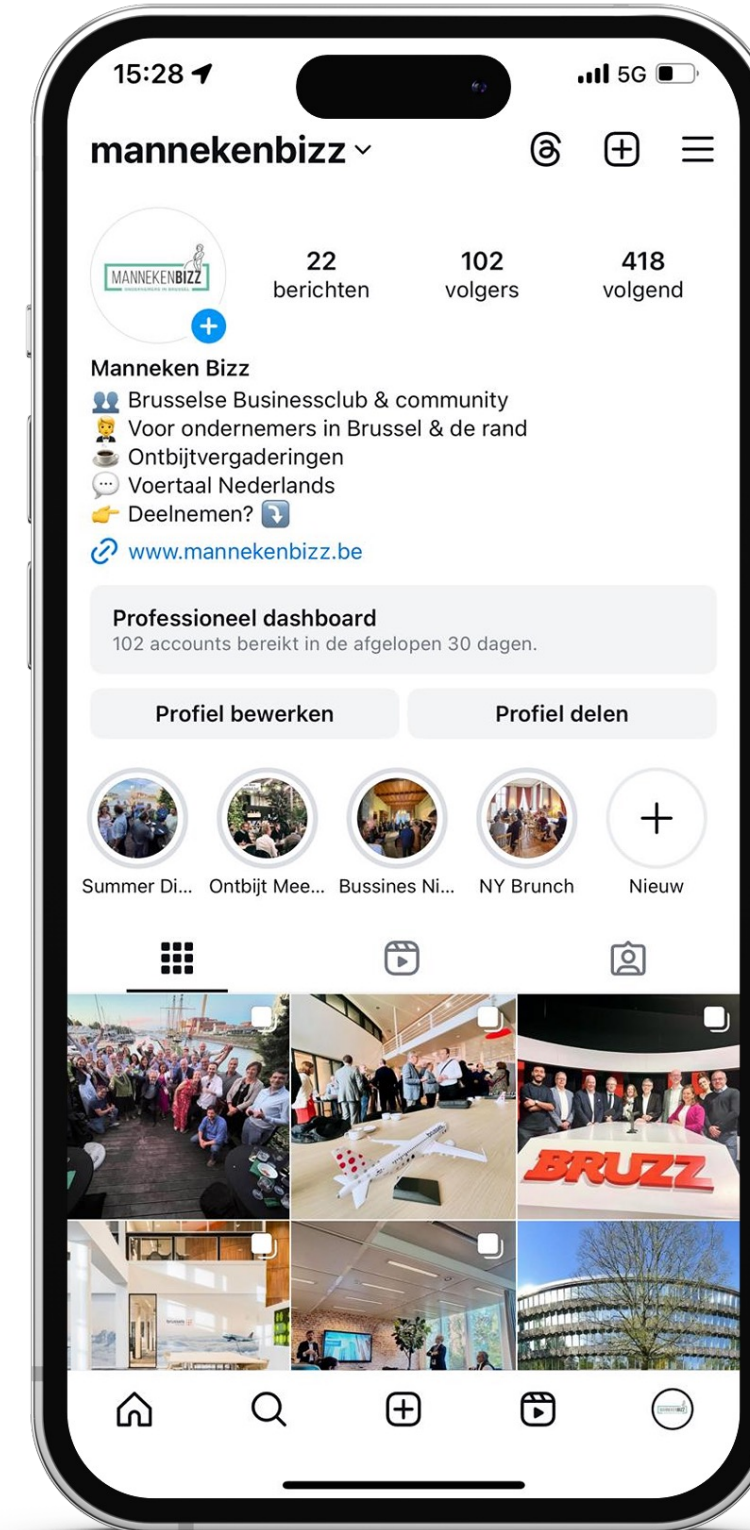 15:28
5G
mannekenbizz
MANNEKENBIZZ
22
berichten
102
volgers
418
volgend
Manneken Bizz
Brusselse Businessclub & community
Voor ondernemers in Brussel & de rand
Ontbijtvergaderingen
Voertaal Nederlands
Deelnemen?
www.mannekenbizz.be
Professioneel dashboard
102 accounts bereikt in de afgelopen 30 dagen.
Profiel bewerken
Profiel delen
Summer Di...
Ontbijt Mee...
Bussines Ni...
NY Brunch
Nieuw
BRUZZ
brussels